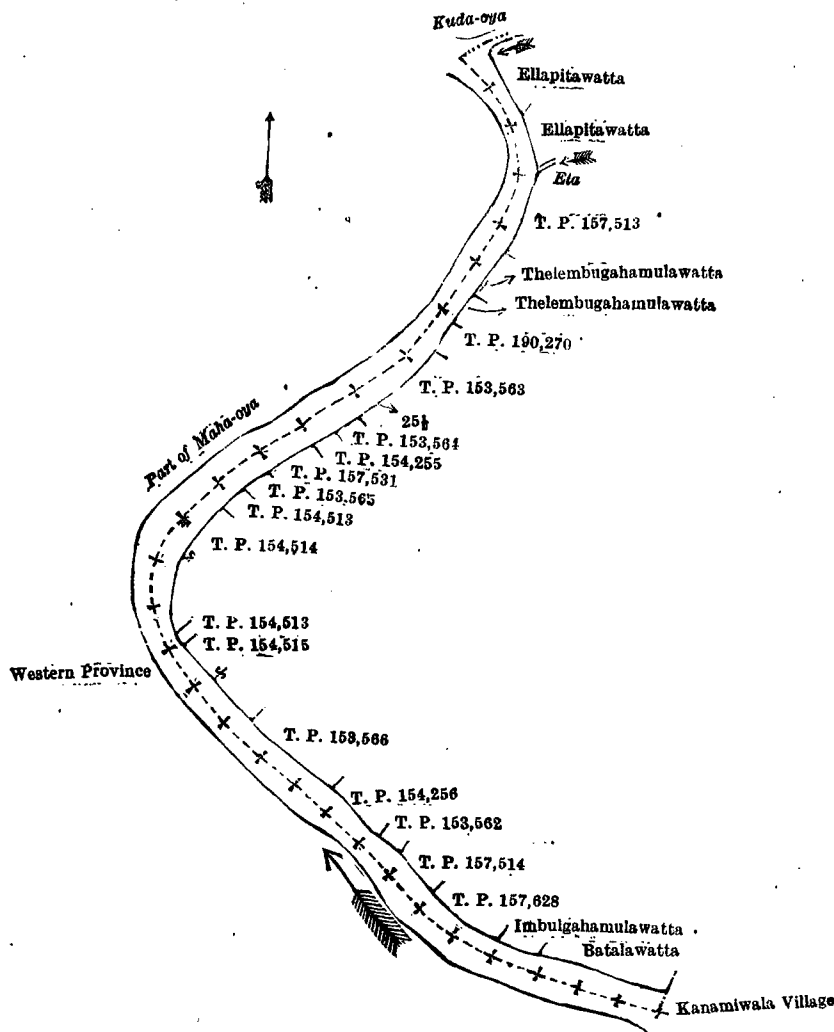 Kuda-oya
Ellapitawatta
Ellapitawatta
Ela
T. P. 157,513
Thelembugahamulawatta
Thelembugahamulawatta
T. P. 190,270
T. P. 153,563
T. P. 153,564
T. P. 154,255
T. P. 157,531
T. P. 153,565
T. P. 154,513
T. P. 154,514
Part of Maha-oya
T. P. 154,513
T. P. 154,515
Western Province
T. P. 153,566
T. P. 154,256
T. P. 153,562
T. P. 157,514
T. P. 157,628
Imbulgahamulawatta
Batalawatta
Kanamiwala Village